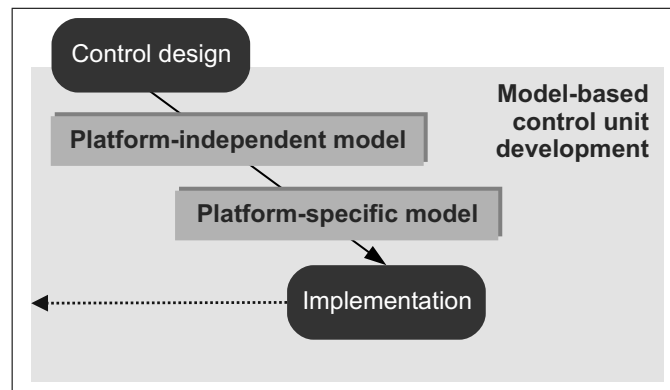 Control design
Model-based
control unit
development
Platform-independent model
Platform-specific model
Implementation